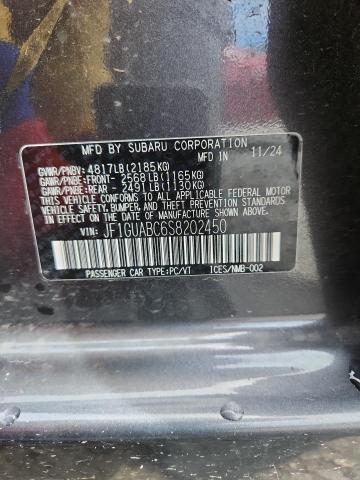 MFD BY SUBARU CORPORATION
MFD IN 11/24
GVWR/PNBV: 4817LB(2185KG)
GAWR/PNBE:FRONT- 2568LB(1165KG)
GAWR/PNBE:REAR - 2491LB(1130KG)
THIS VEHICLE CONFORMS TO ALL APPLICABLE FEDERAL MOTOR
VEHICLE SAFETY, BUMPER, AND THEFT PREVENTION STANDARDS
IN EFFECT ON THE DATE OF MANUFACTURE SHOWN ABOVE.
VIN: JF1GUABC6S8202450
PASSENGER CAR TYPE:PC/VT ICES/NMB-002